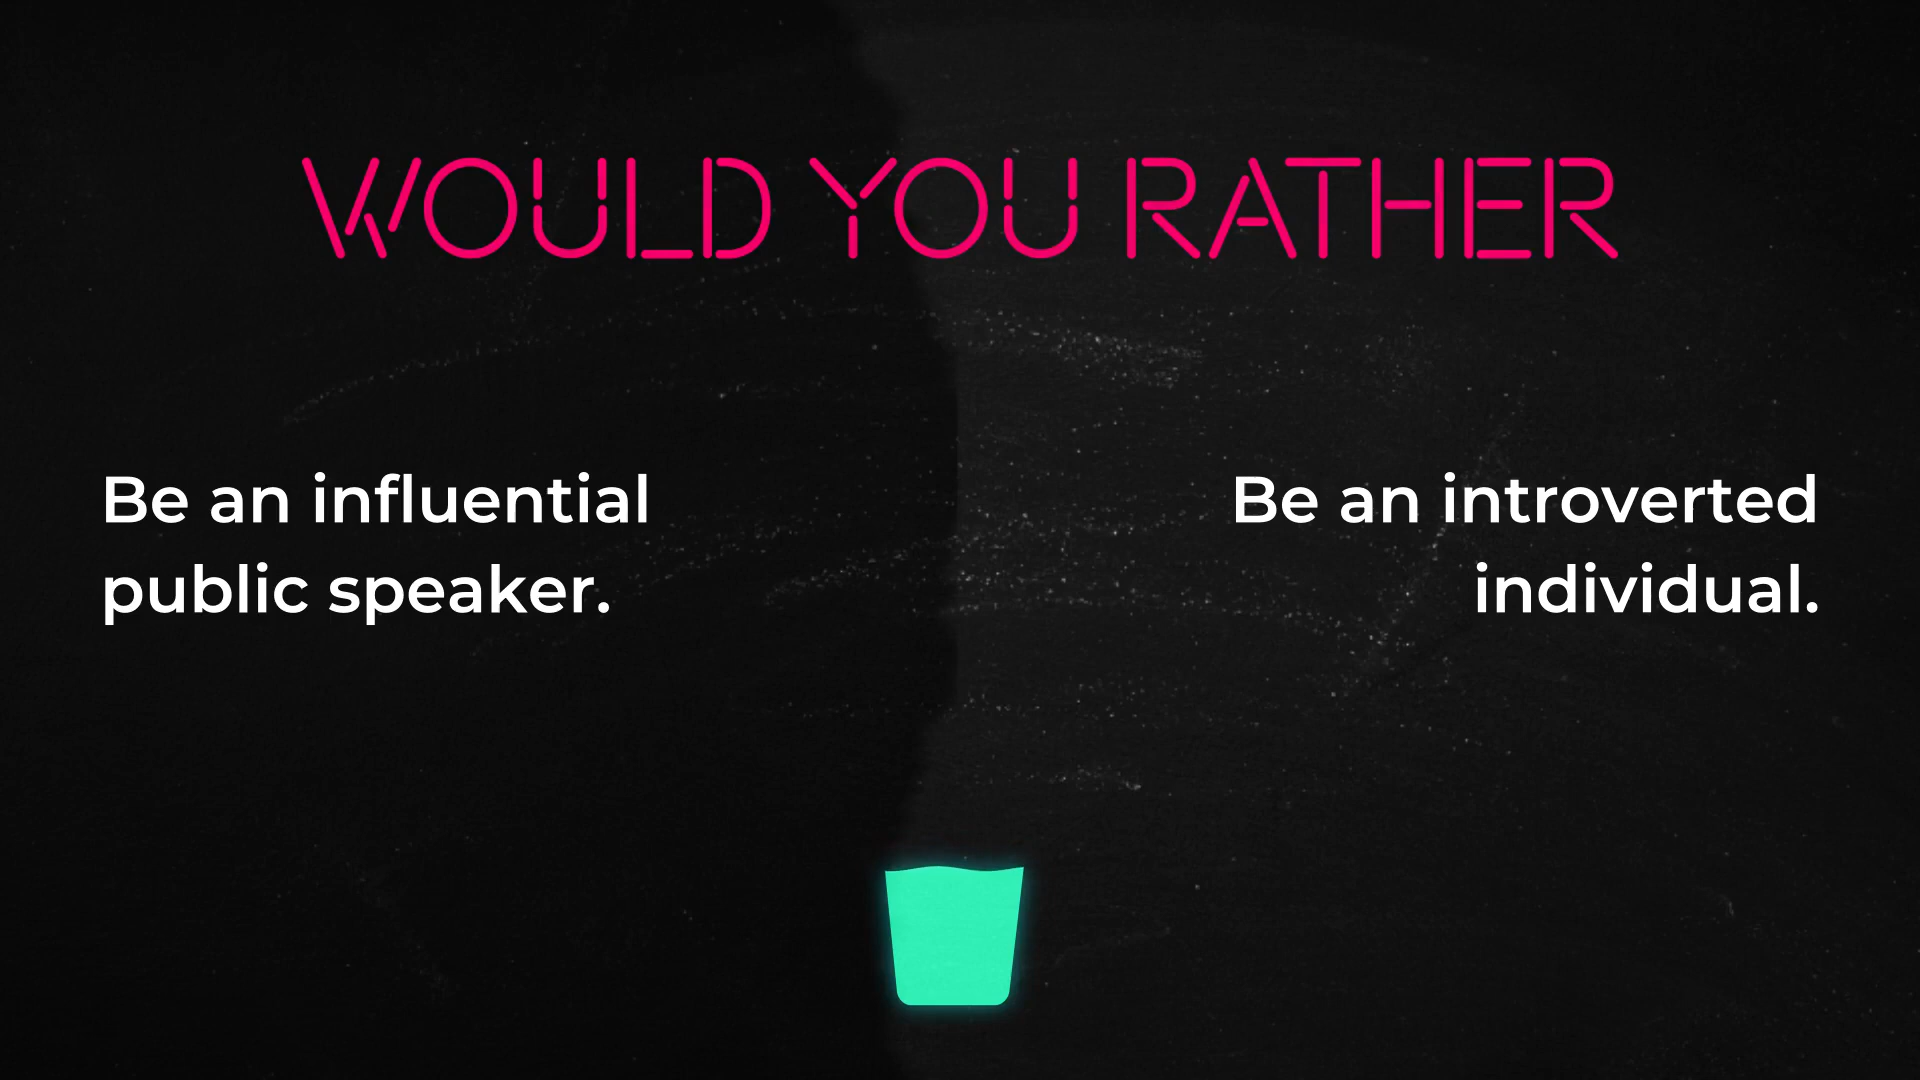 WOULD YOU RATHER
Be an influential
public speaker.
Be an introverted
individual.